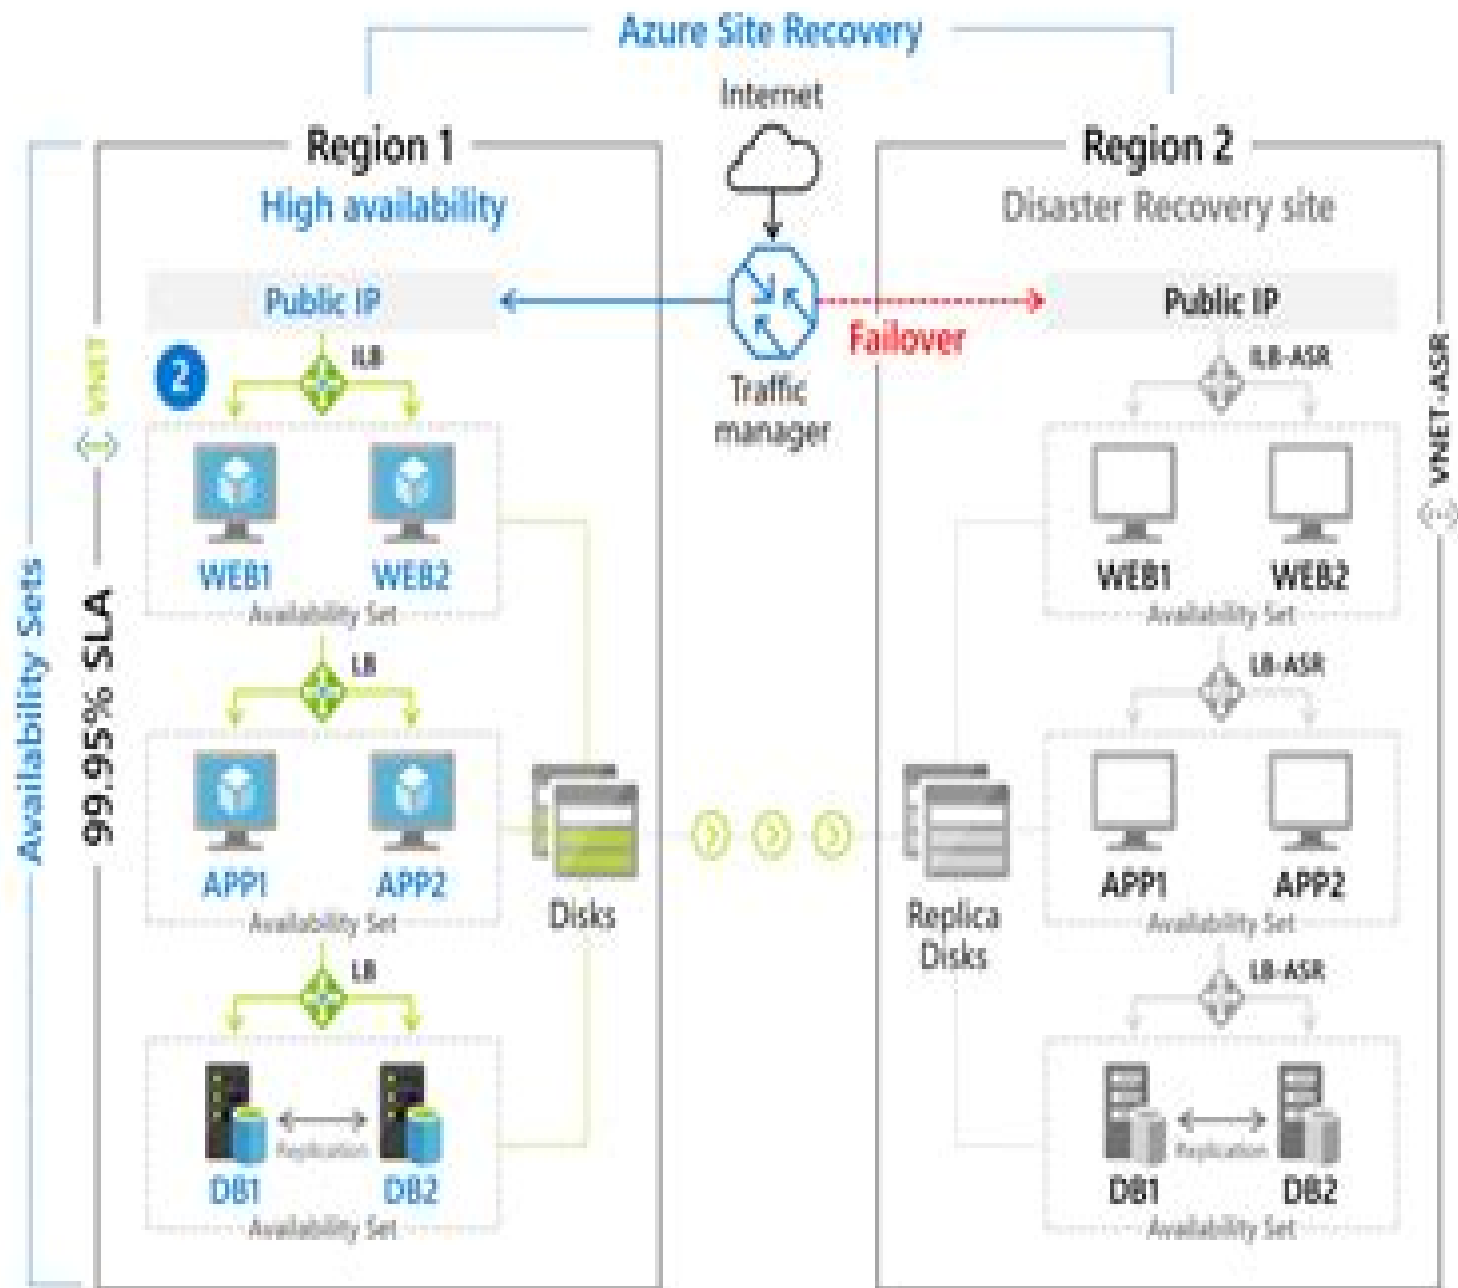 Azure Site Recovery
Internet
Region 1
High availability
Region 2
Disaster Recovery site
Public IP
Failover
Public IP
Traffic
manager
2
ILB
ILB-ASR
VNET
VNET-ASR
Availability Sets
99.95% SLA
WEB1
WEB2
Availability Set
WEB1
WEB2
Availability Set
LB
LB-ASR
APP1
APP2
Availability Set
Disks
Replica
Disks
APP1
APP2
Availability Set
LB
LB-ASR
Replication
DB1
DB2
Availability Set
Replication
DB1
DB2
Availability Set